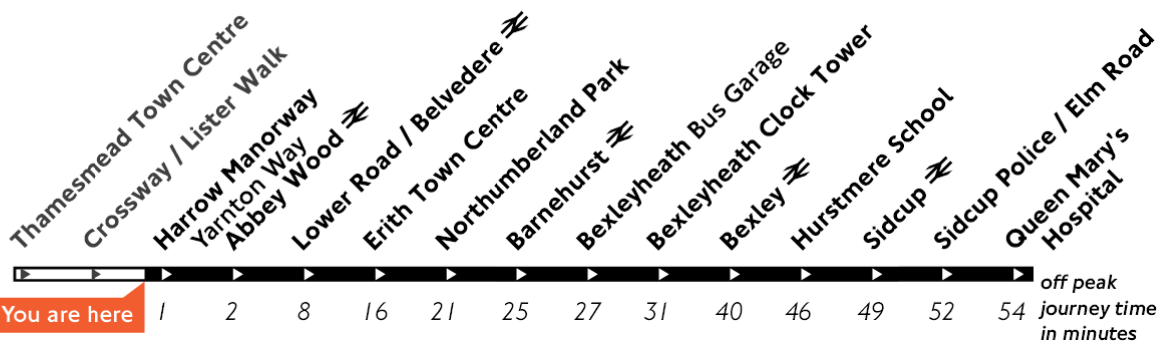 Thamesmead Town Centre
Crossway / Lister Walk
Harrow Manorway
Yarnton Way
Abbey Wood
Lower Road / Belvedere
Erith Town Centre
Northumberland Park
Barnehurst
Bexleyheath Bus Garage
Bexleyheath Clock Tower
Bexley
Hurstmere School
Sidcup
Sidcup Police / Elm Road
Queen Mary's
Hospital
You are here
1 2 8 16 21 25 27 31 40 46 49 52 54
off peak
journey time
in minutes